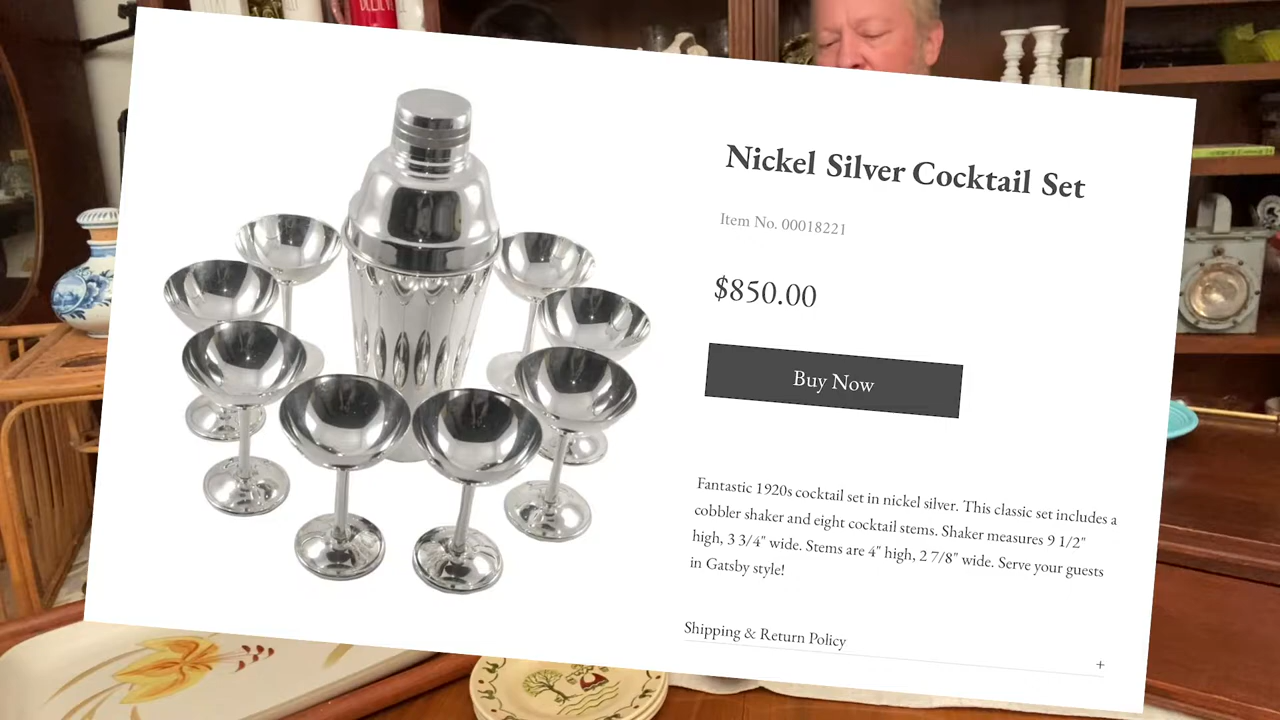 Nickel Silver Cocktail Set
Item No. 00018221
$850.00
Buy Now
Fantastic 1920s cocktail set in nickel silver. This classic set includes a
cobbler shaker and eight cocktail stems. Shaker measures 9 1/2"
high, 3 3/4" wide. Stems are 4" high, 2 7/8" wide. Serve your guests
in Gatsby style!
Shipping & Return Policy
+